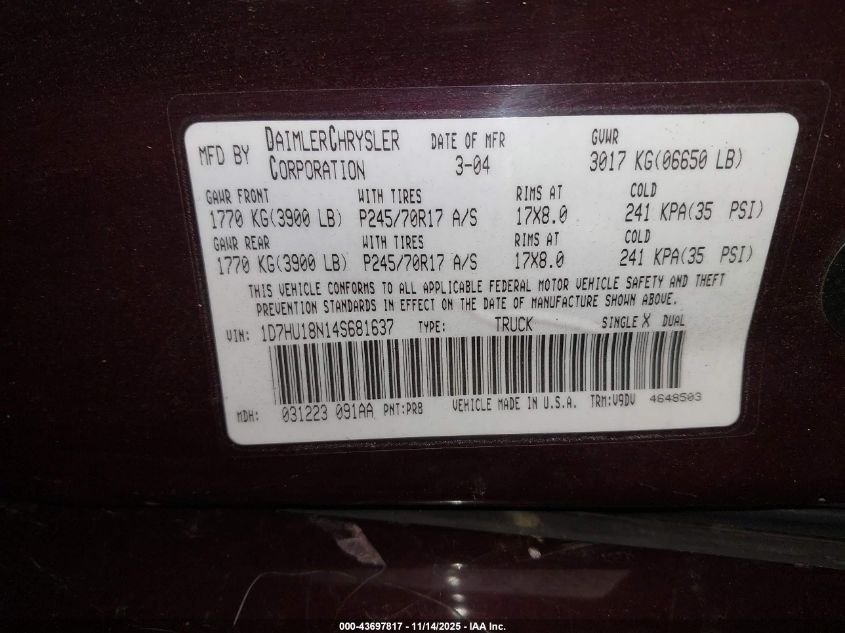 MFD BY DAIMLERCHRYSLER CORPORATION DATE OF MFR 3-04 GVWR 3017 KG(06650 LB)
GAWR FRONT WITH TIRES RIMS AT COLD
1770 KG(3900 LB) P245/70R17 A/S 17X8.0 241 KPA(35 PSI)
GAWR REAR WITH TIRES RIMS AT COLD
1770 KG(3900 LB) P245/70R17 A/S 17X8.0 241 KPA(35 PSI)
THIS VEHICLE CONFORMS TO ALL APPLICABLE FEDERAL MOTOR VEHICLE SAFETY AND THEFT
PREVENTION STANDARDS IN EFFECT ON THE DATE OF MANUFACTURE SHOWN ABOVE.
VIN: 1D7HU18N14S681637 TYPE: TRUCK SINGLE X DUAL
MDH: 031223 091AA PNT:PR8 VEHICLE MADE IN U.S.A. TRM:V9DV 4648503
000-43697817 - 11/14/2025 - IAA Inc.